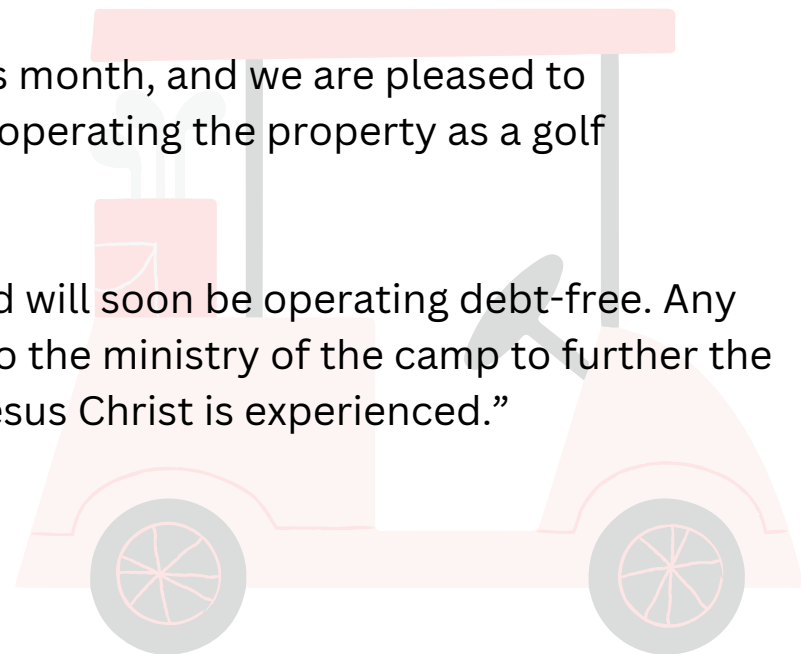 s month, and we are pleased to
operating the property as a golf
d will soon be operating debt-free. Any
o the ministry of the camp to further the
esus Christ is experienced.”